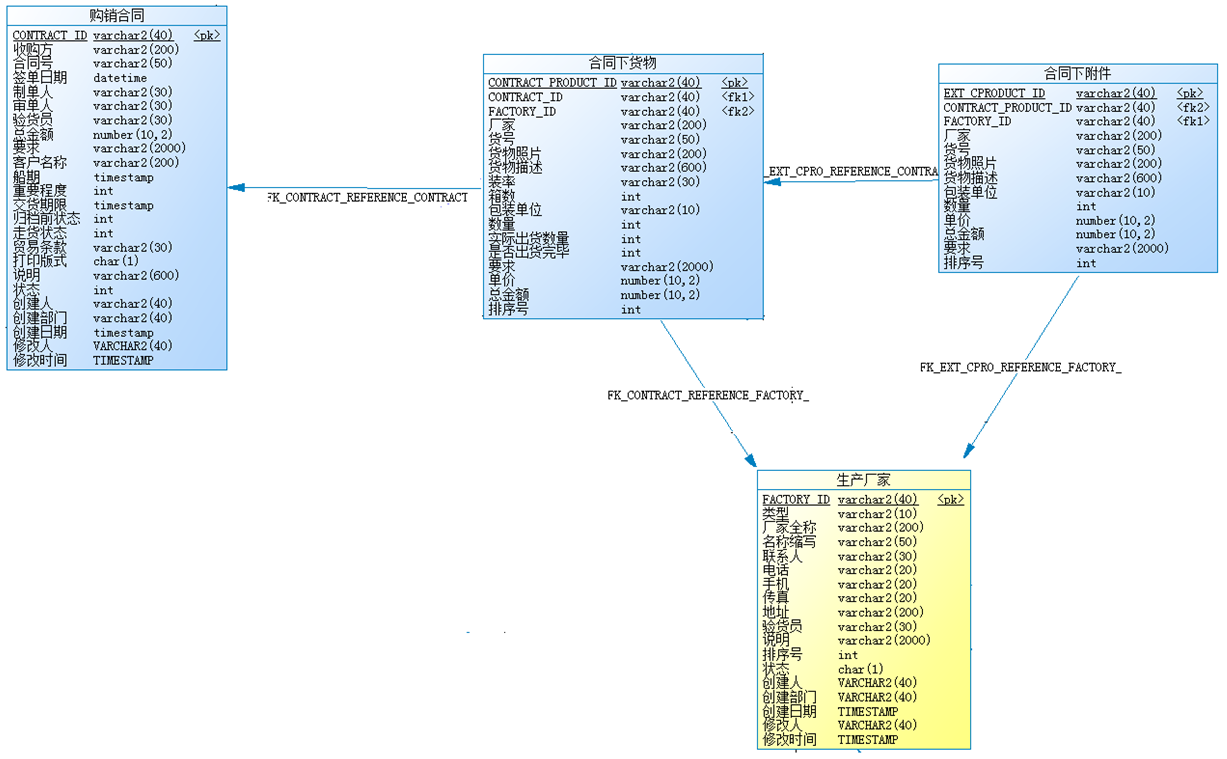 购销合同
CONTRACT_ID varchar2(40) <pk>
收购方 varchar2(200)
合同号 varchar2(50)
签单日期 datetime
制单人 varchar2(30)
审单人 varchar2(30)
验货员 varchar2(30)
总金额 number(10,2)
要求 varchar2(2000)
客户名称 varchar2(200)
船期 timestamp
重要程度 int
交货期限 timestamp
归档前状态 int
走货状态 int
贸易条款 varchar2(30)
打印版式 char(1)
说明 varchar2(600)
状态 int
创建人 varchar2(40)
创建部门 varchar2(40)
创建日期 timestamp
修改人 VARCHAR2(40)
修改时间 TIMESTAMP
FK_CONTRACT_REFERENCE_CONTRACT
合同下货物
CONTRACT_PRODUCT_ID varchar2(40) <pk>
CONTRACT_ID varchar2(40) <fk1>
FACTORY_ID varchar2(40) <fk2>
厂家 varchar2(200)
货号 varchar2(50)
货物照片 varchar2(200)
货物描述 varchar2(600)
装率 varchar2(30)
箱数 int
包装单位 varchar2(10)
数量 int
实际出货数量 int
是否出货完毕 int
要求 varchar2(2000)
单价 number(10,2)
总金额 number(10,2)
排序号 int
_EXT_CPRO_REFERENCE_CONTRA
合同下附件
EXT_CPRODUCT_ID varchar2(40) <pk>
CONTRACT_PRODUCT_ID varchar2(40) <fk2>
FACTORY_ID varchar2(40) <fk1>
厂家 varchar2(200)
货号 varchar2(50)
货物照片 varchar2(200)
货物描述 varchar2(600)
包装单位 varchar2(10)
数量 int
单价 number(10,2)
总金额 number(10,2)
要求 varchar2(2000)
排序号 int
FK_EXT_CPRO_REFERENCE_FACTORY_
FK_CONTRACT_REFERENCE_FACTORY_
生产厂家
FACTORY_ID varchar2(40) <pk>
类型 varchar2(10)
厂家全称 varchar2(200)
名称缩写 varchar2(50)
联系人 varchar2(30)
电话 varchar2(20)
手机 varchar2(20)
传真 varchar2(20)
地址 varchar2(200)
验货员 varchar2(30)
说明 varchar2(2000)
排序号 int
状态 char(1)
创建人 VARCHAR2(40)
创建部门 VARCHAR2(40)
创建日期 TIMESTAMP
修改人 VARCHAR2(40)
修改时间 TIMESTAMP